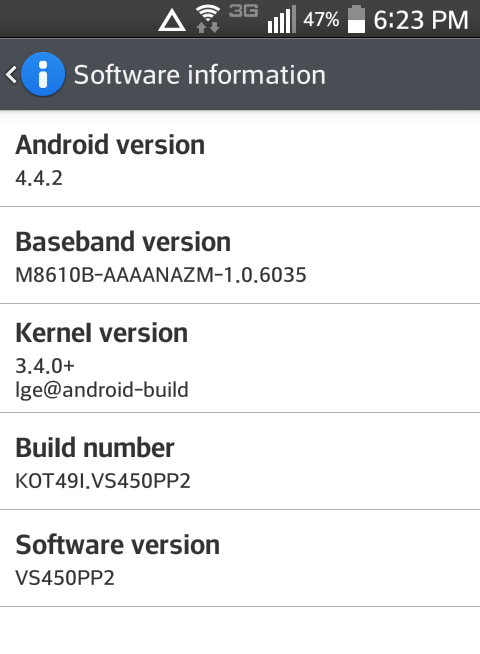 3G 47% 6:23 PM
Software information
Android version
4.4.2
Baseband version
M8610B-AAAANAZM-1.0.6035
Kernel version
3.4.0+
lge@android-build
Build number
KOT49I.VS450PP2
Software version
VS450PP2